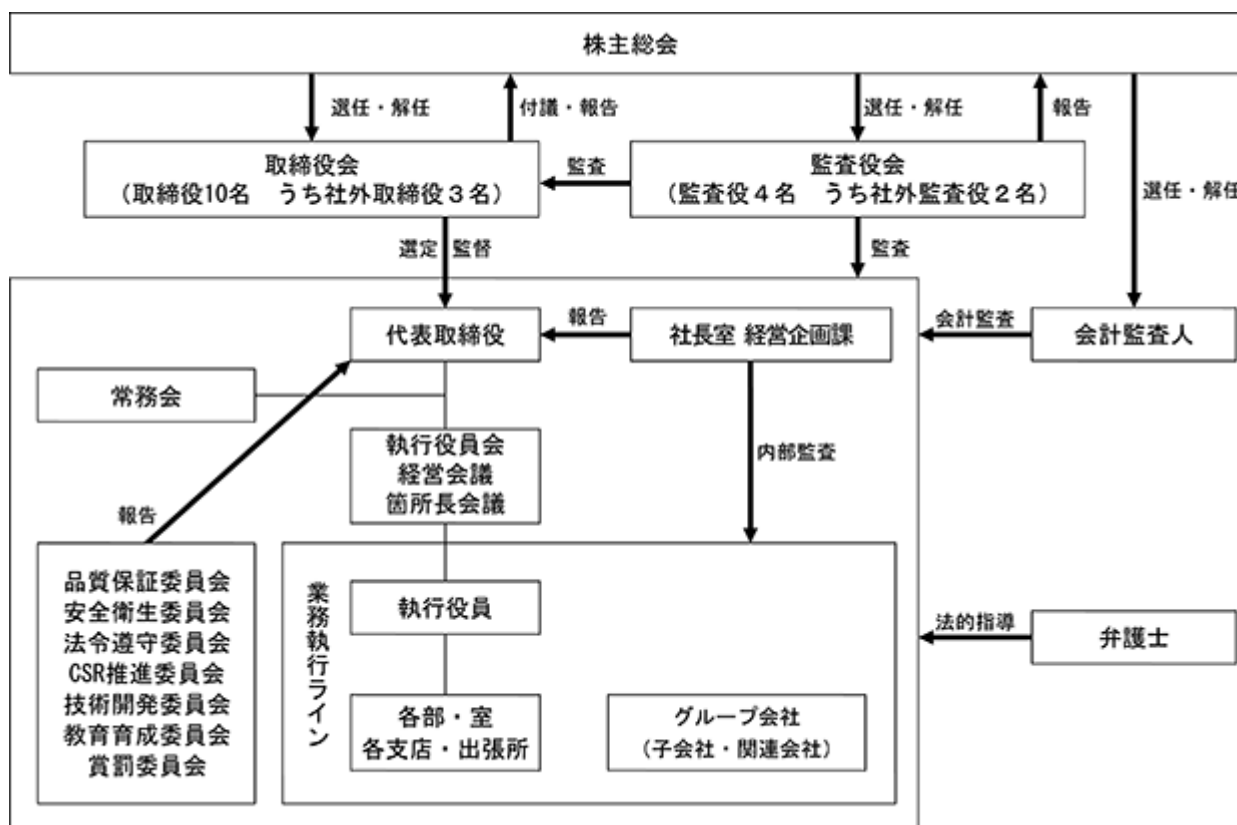 株主総会
選任・解任
付議・報告
選任・解任
報告
取締役会
（取締役10名　うち社外取締役３名）
監査
監査役会
（監査役４名　うち社外監査役２名）
選任・解任
選定
監督
監査
代表取締役
報告
社長室 経営企画課
会計監査
会計監査人
常務会
執行役員会
経営会議
箇所長会議
内部監査
報告
品質保証委員会
安全衛生委員会
法令遵守委員会
CSR推進委員会
技術開発委員会
教育育成委員会
賞罰委員会
業務執行ライン
執行役員
各部・室
各支店・出張所
グループ会社
（子会社・関連会社）
法的指導
弁護士